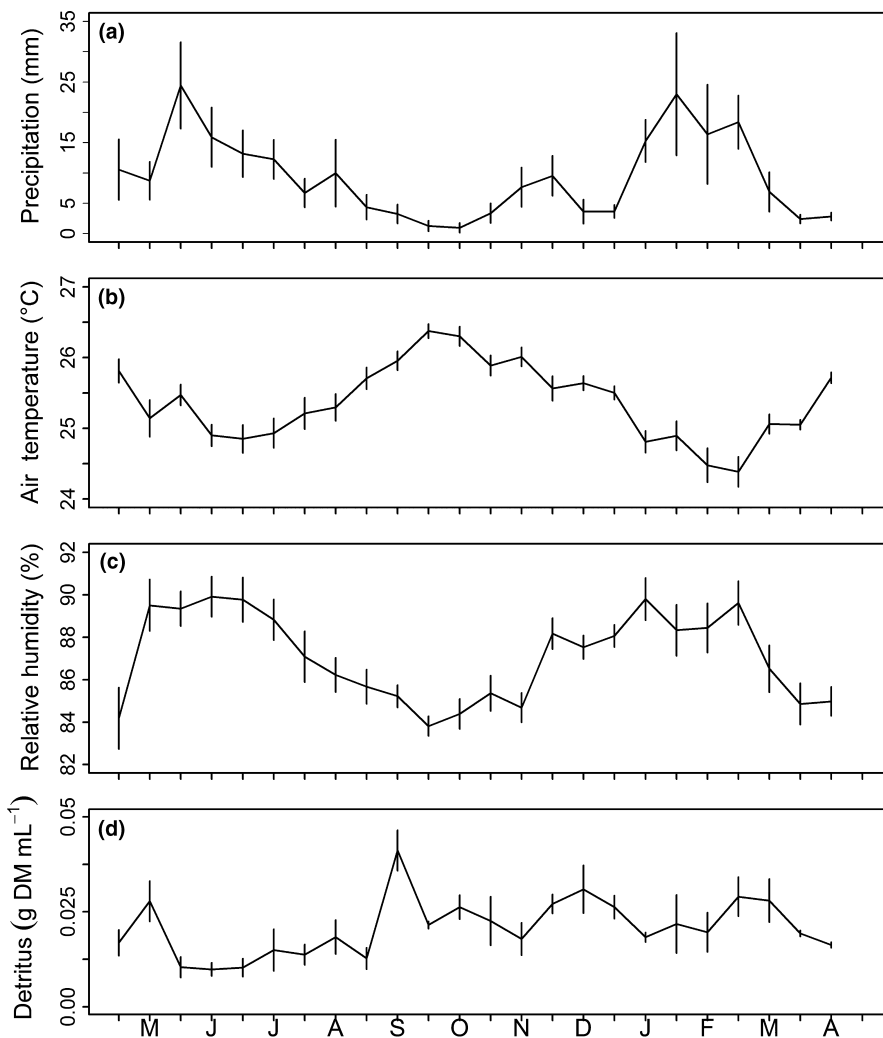 (a)
Precipitation (mm)
35
25
15
5
0
(b)
Air temperature (°C)
27
26
25
24
(c)
Relative humidity (%)
92
90
88
86
84
82
(d)
Detritus (g DM mL⁻¹)
0.05
0.025
0.00
M J J A S O N D J F M A